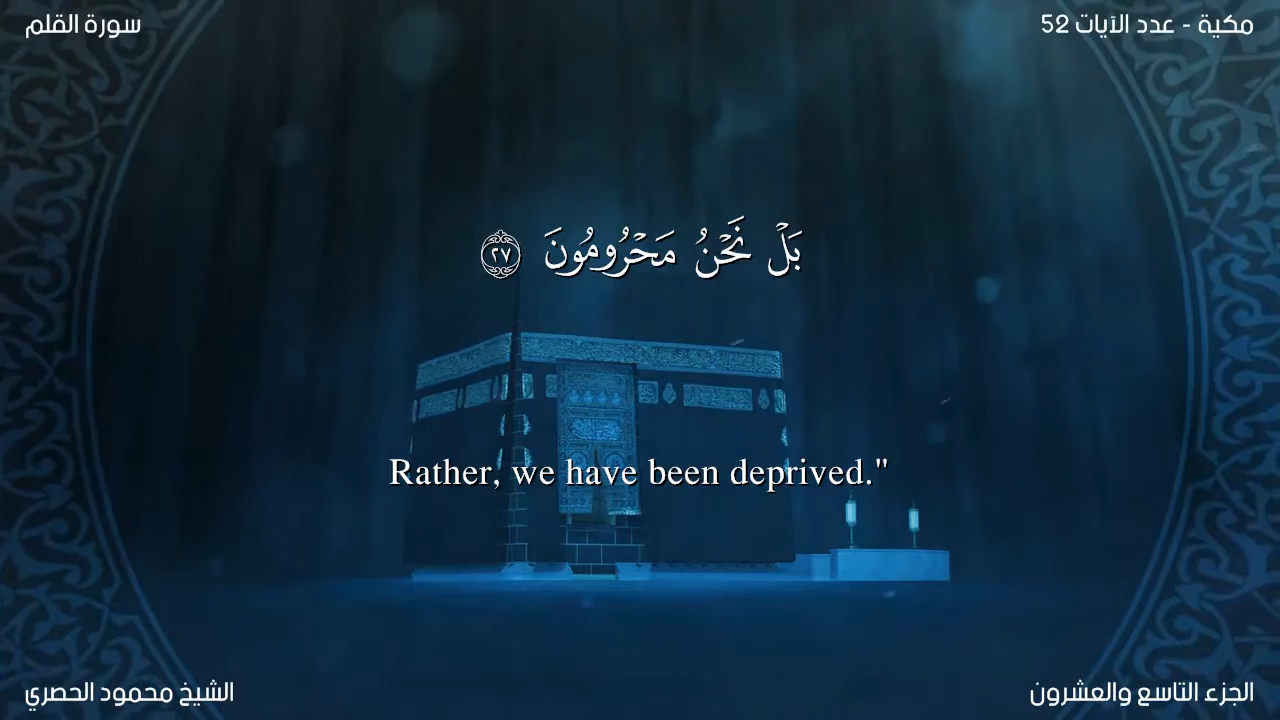 سورة القلم
مكية - عدد الآيات 52
بَلْ نَحْنُ مَحْرُومُونَ ٢٧
Rather, we have been deprived."
الشيخ محمود الحصري
الجزء التاسع والعشرون